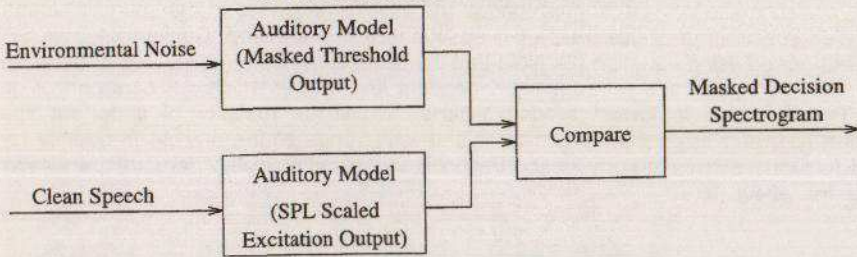 Environmental Noise
Auditory Model
(Masked Threshold
Output)
Clean Speech
Auditory Model
(SPL Scaled
Excitation Output)
Compare
Masked Decision
Spectrogram